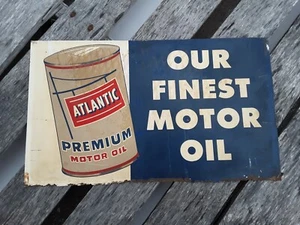 ATLANTIC
PREMIUM
MOTOR OIL
OUR
FINEST
MOTOR
OIL